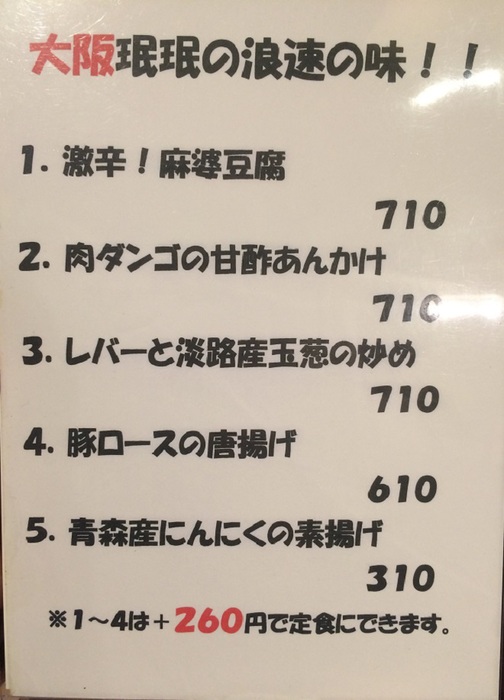 大阪珉珉の浪速の味！！
1. 激辛！麻婆豆腐
710
2. 肉ダンゴの甘酢あんかけ
710
3. レバーと淡路産玉葱の炒め
710
4. 豚ロースの唐揚げ
610
5. 青森産にんにくの素揚げ
310
※1～4は＋260円で定食にできます。